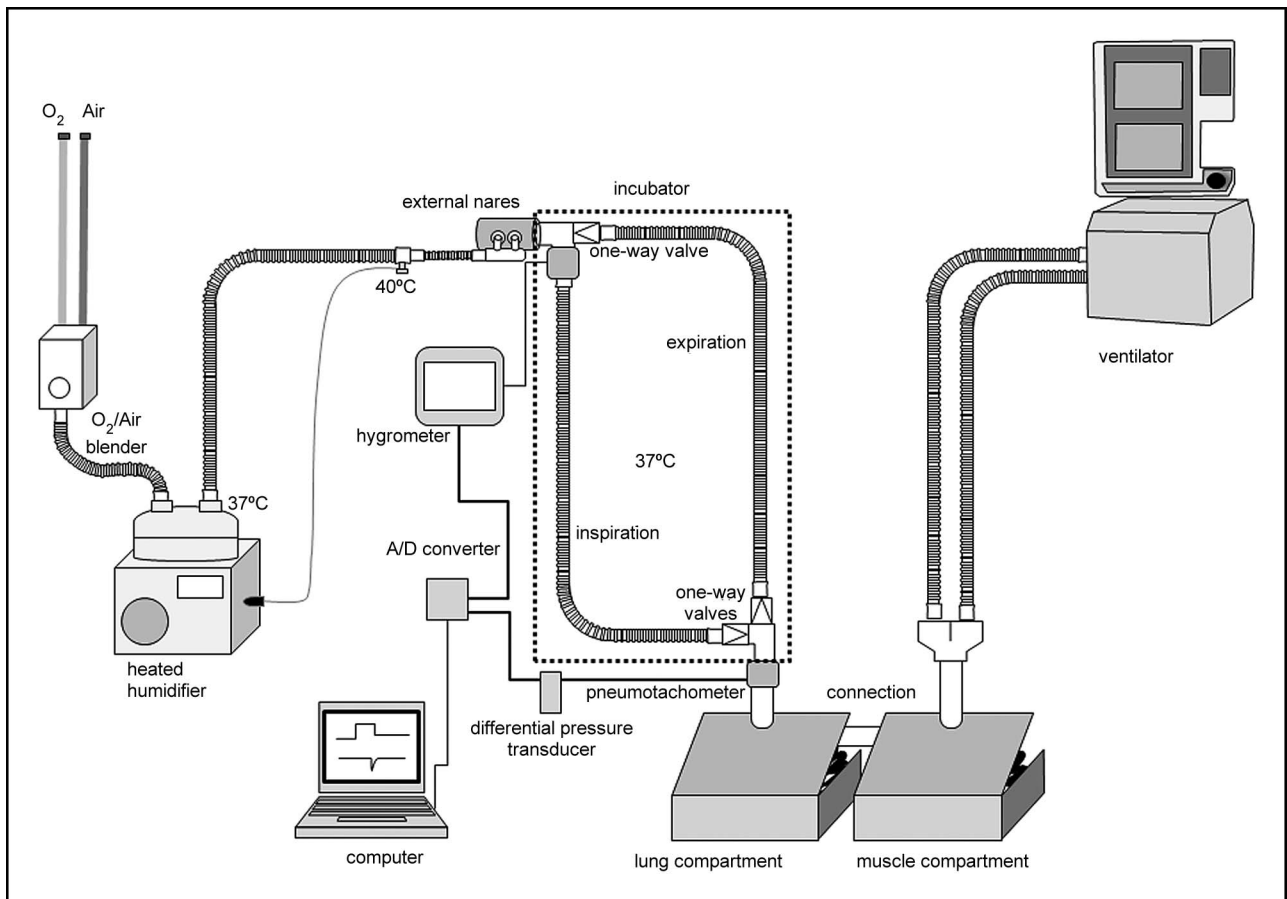 O2 Air
incubator
external nares
one-way valve
40ºC
expiration
ventilator
O2/Air
blender
hygrometer
37ºC
37ºC
inspiration
A/D converter
one-way
valves
heated
humidifier
pneumotachometer
connection
differential pressure
transducer
computer
lung compartment
muscle compartment